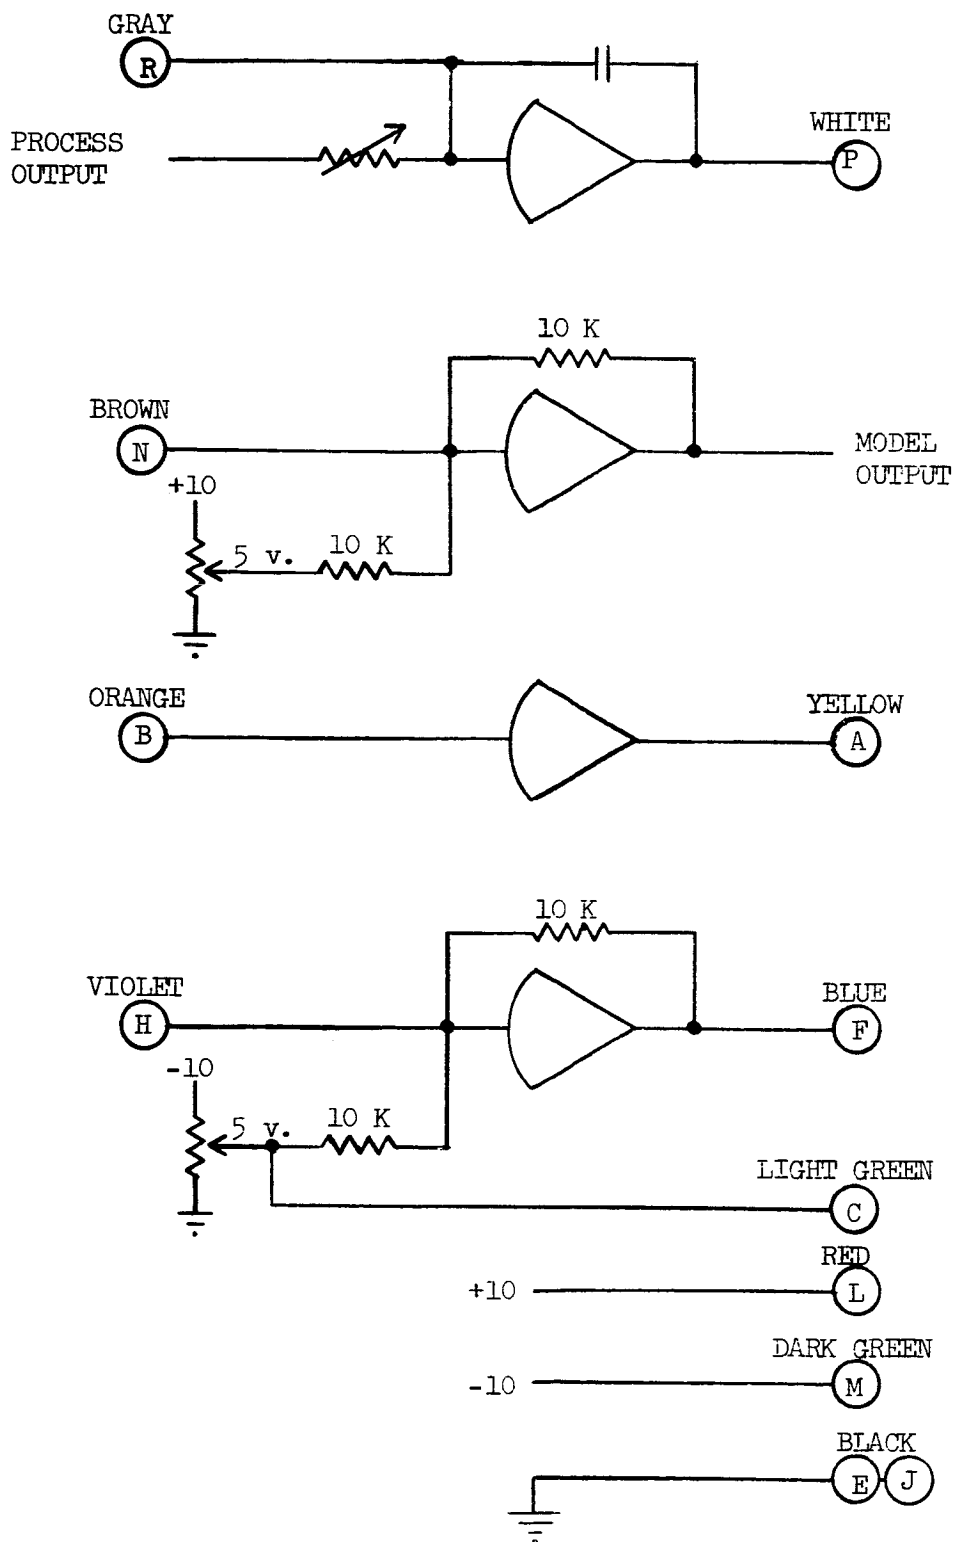 GRAY
R
PROCESS
OUTPUT
WHITE
P
10 K
BROWN
N
MODEL
OUTPUT
+10
5 v.
10 K
ORANGE
B
YELLOW
A
10 K
VIOLET
H
BLUE
F
-10
5 v.
10 K
LIGHT GREEN
C
RED
+10
L
DARK GREEN
-10
M
BLACK
E
J